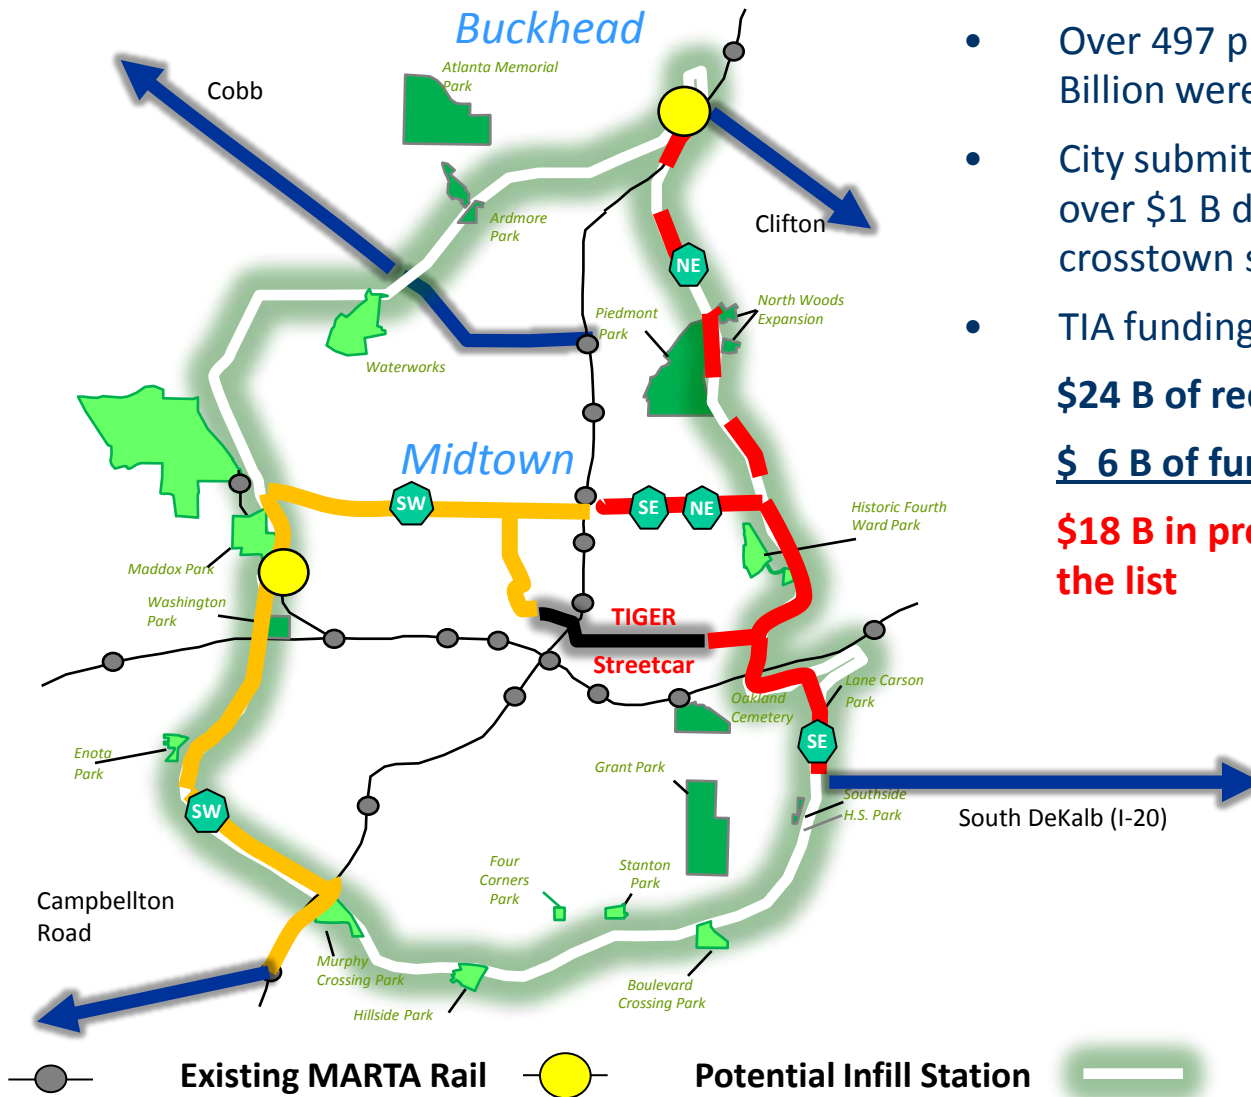 Buckhead
Atlanta Memorial
Park
Cobb
Ardmore
Park
Clifton
NE
North Woods
Expansion
Piedmont
Park
Waterworks
Midtown
SW
SE
NE
Historic Fourth
Ward Park
Maddox Park
Washington
Park
TIGER
Streetcar
Lane Carson
Park
Oakland
Cemetery
SE
Enota
Park
Grant Park
SW
Southside
H.S. Park
South DeKalb (I-20)
Four
Corners
Park
Stanton
Park
Campbellton
Road
Murphy
Crossing Park
Hillside Park
Boulevard
Crossing Park
Existing MARTA Rail
Potential Infill Station
• Over 497 p
Billion were
• City submit
over $1 B d
crosstown s
• TIA funding
$24 B of re
$ 6 B of fu
$18 B in pr
the list